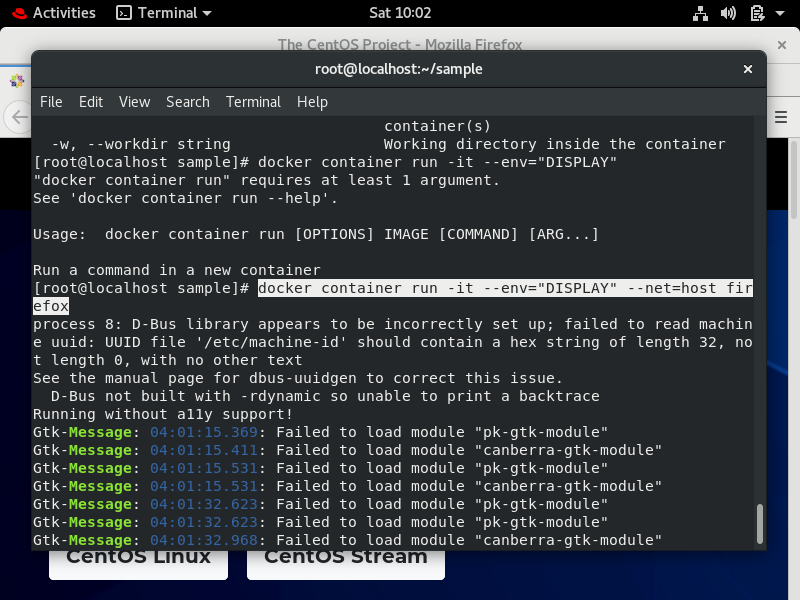 Activities Terminal Sat 10:02
The CentOS Project - Mozilla Firefox
root@localhost:~/sample
File Edit View Search Terminal Help
container(s)
-w, --workdir string Working directory inside the container
[root@localhost sample]# docker container run -it --env="DISPLAY"
"docker container run" requires at least 1 argument.
See 'docker container run --help'.
Usage:  docker container run [OPTIONS] IMAGE [COMMAND] [ARG...]
Run a command in a new container
[root@localhost sample]# docker container run -it --env="DISPLAY" --net=host fir
efox
process 8: D-Bus library appears to be incorrectly set up; failed to read machin
e uuid: UUID file '/etc/machine-id' should contain a hex string of length 32, no
t length 0, with no other text
See the manual page for dbus-uuidgen to correct this issue.
D-Bus not built with -rdynamic so unable to print a backtrace
Running without a11y support!
Gtk-Message: 04:01:15.369: Failed to load module "pk-gtk-module"
Gtk-Message: 04:01:15.411: Failed to load module "canberra-gtk-module"
Gtk-Message: 04:01:15.531: Failed to load module "pk-gtk-module"
Gtk-Message: 04:01:15.531: Failed to load module "canberra-gtk-module"
Gtk-Message: 04:01:32.623: Failed to load module "pk-gtk-module"
Gtk-Message: 04:01:32.623: Failed to load module "pk-gtk-module"
Gtk-Message: 04:01:32.968: Failed to load module "canberra-gtk-module"
CentOS Linux CentOS Stream